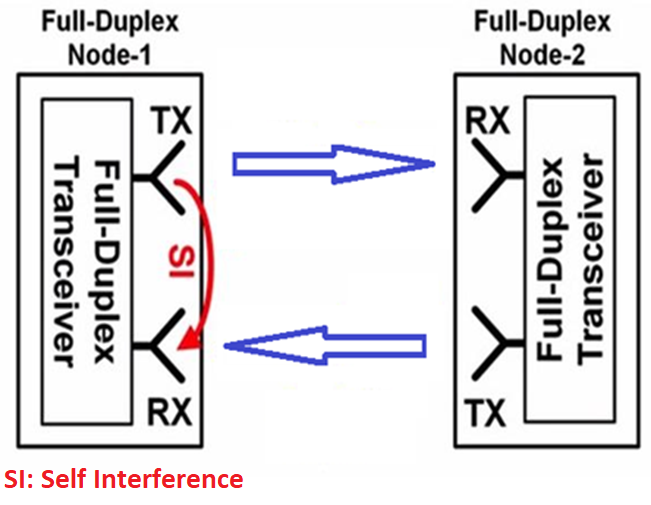 Full-Duplex
Node-1
Full-Duplex
Node-2
TX
Full-Duplex
Transceiver
SI
RX
RX
Full-Duplex
Transceiver
TX
SI: Self Interference